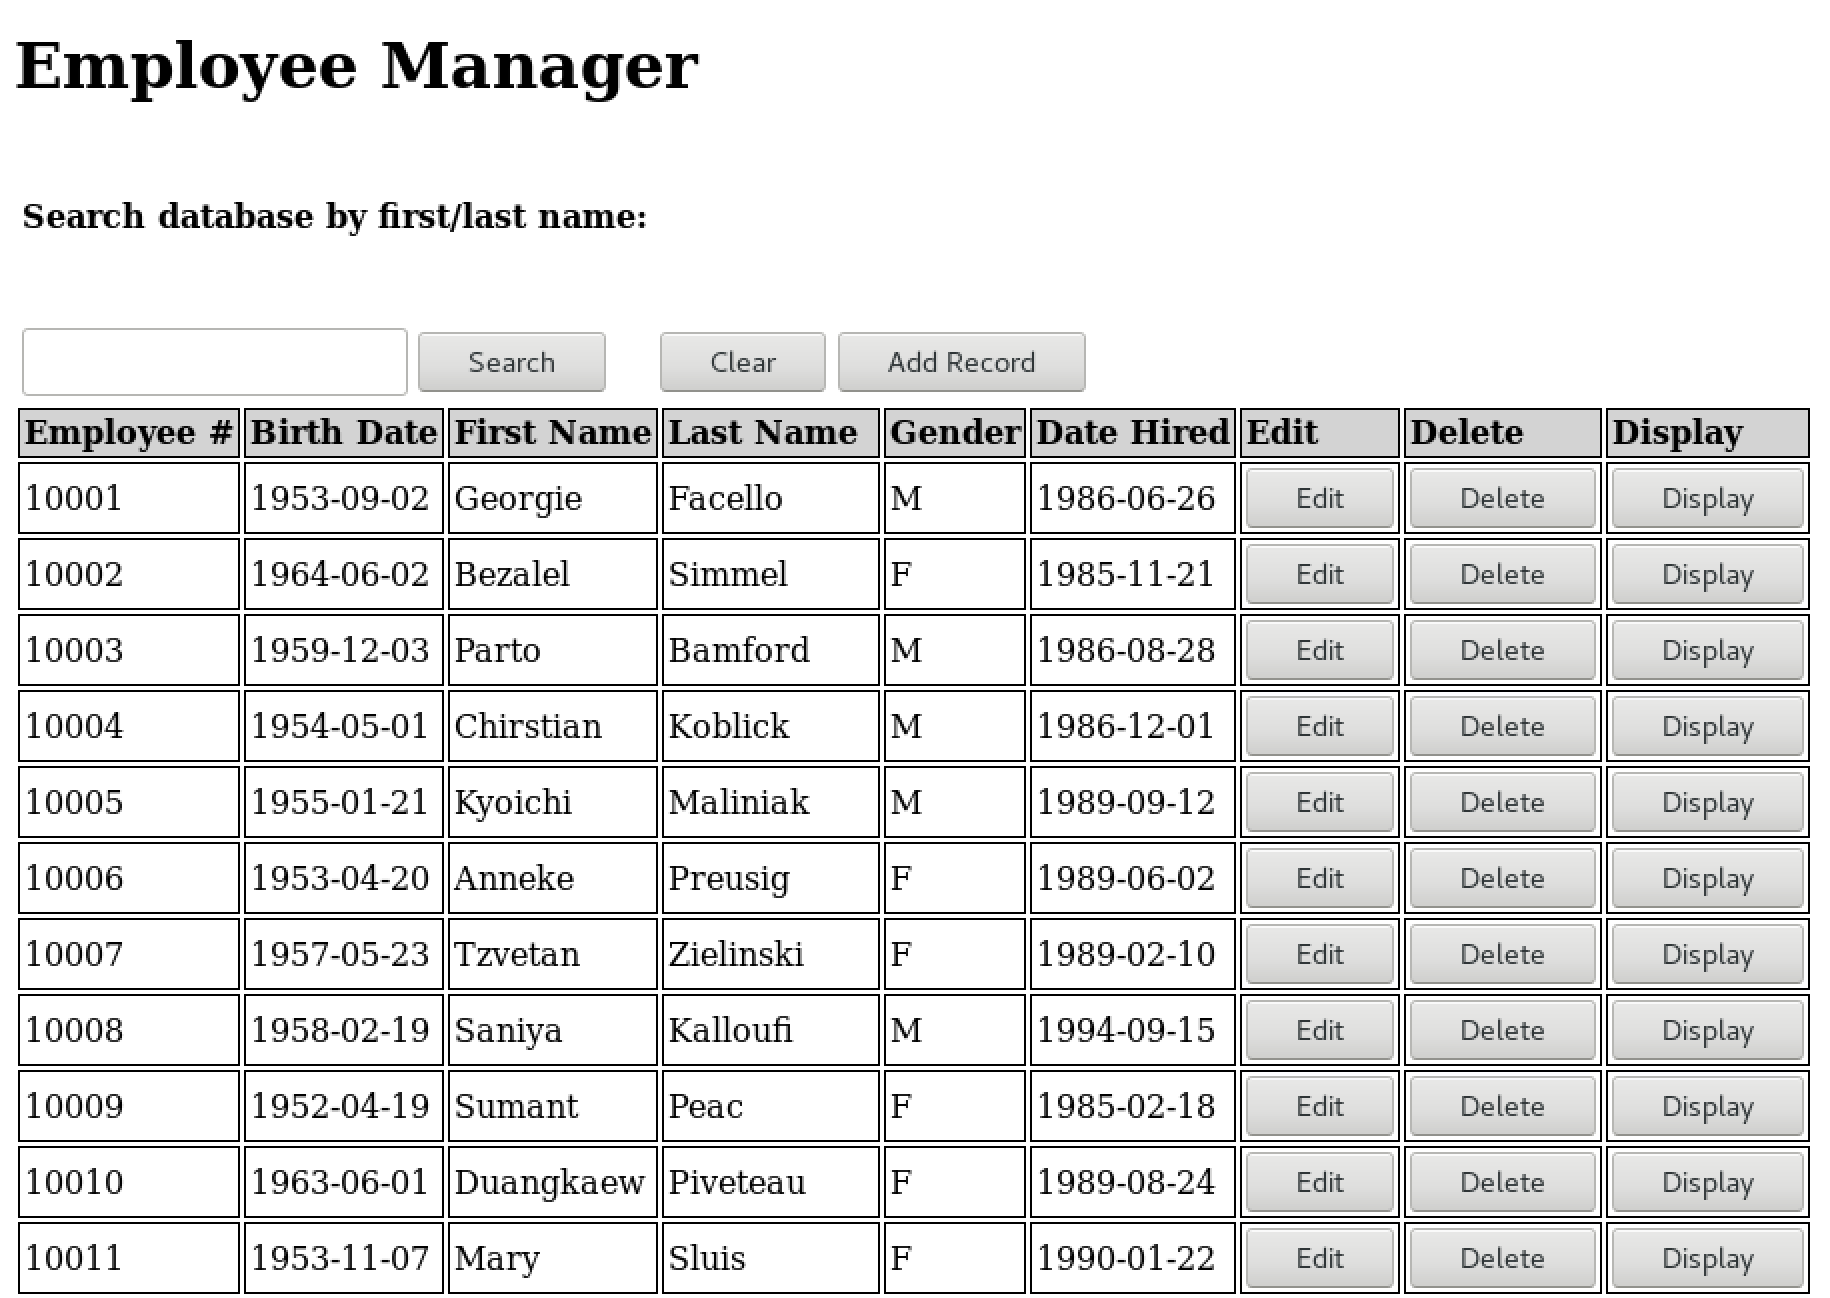 Employee Manager
Search database by first/last name:
Search Clear Add Record
Employee # Birth Date First Name Last Name Gender Date Hired Edit Delete Display
10001 1953-09-02 Georgie Facello M 1986-06-26 Edit Delete Display
10002 1964-06-02 Bezalel Simmel F 1985-11-21 Edit Delete Display
10003 1959-12-03 Parto Bamford M 1986-08-28 Edit Delete Display
10004 1954-05-01 Chirstian Koblick M 1986-12-01 Edit Delete Display
10005 1955-01-21 Kyoichi Maliniak M 1989-09-12 Edit Delete Display
10006 1953-04-20 Anneke Preusig F 1989-06-02 Edit Delete Display
10007 1957-05-23 Tzvetan Zielinski F 1989-02-10 Edit Delete Display
10008 1958-02-19 Saniya Kalloufi M 1994-09-15 Edit Delete Display
10009 1952-04-19 Sumant Peac F 1985-02-18 Edit Delete Display
10010 1963-06-01 Duangkaew Piveteau F 1989-08-24 Edit Delete Display
10011 1953-11-07 Mary Sluis F 1990-01-22 Edit Delete Display